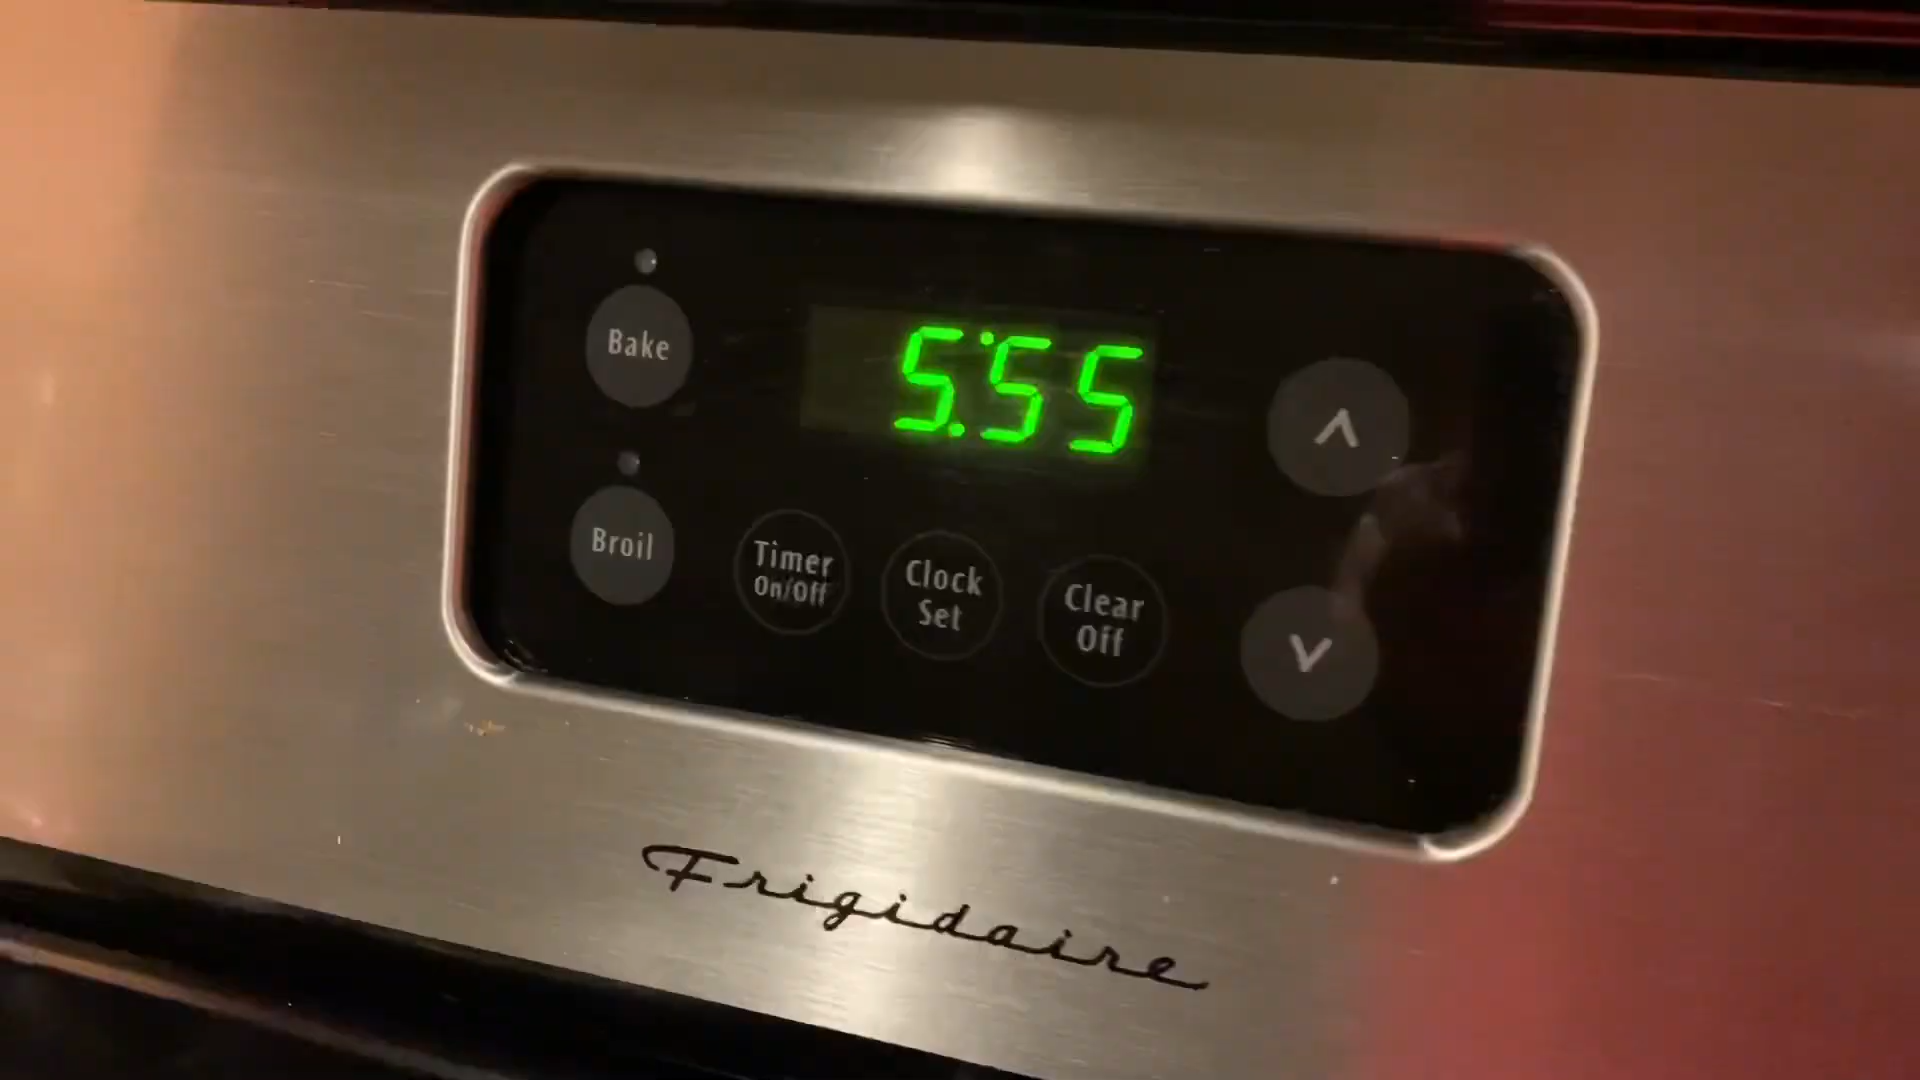 Bake
5:55
Broil
Timer
On/Off
Clock
Set
Clear
Off
Frigidaire